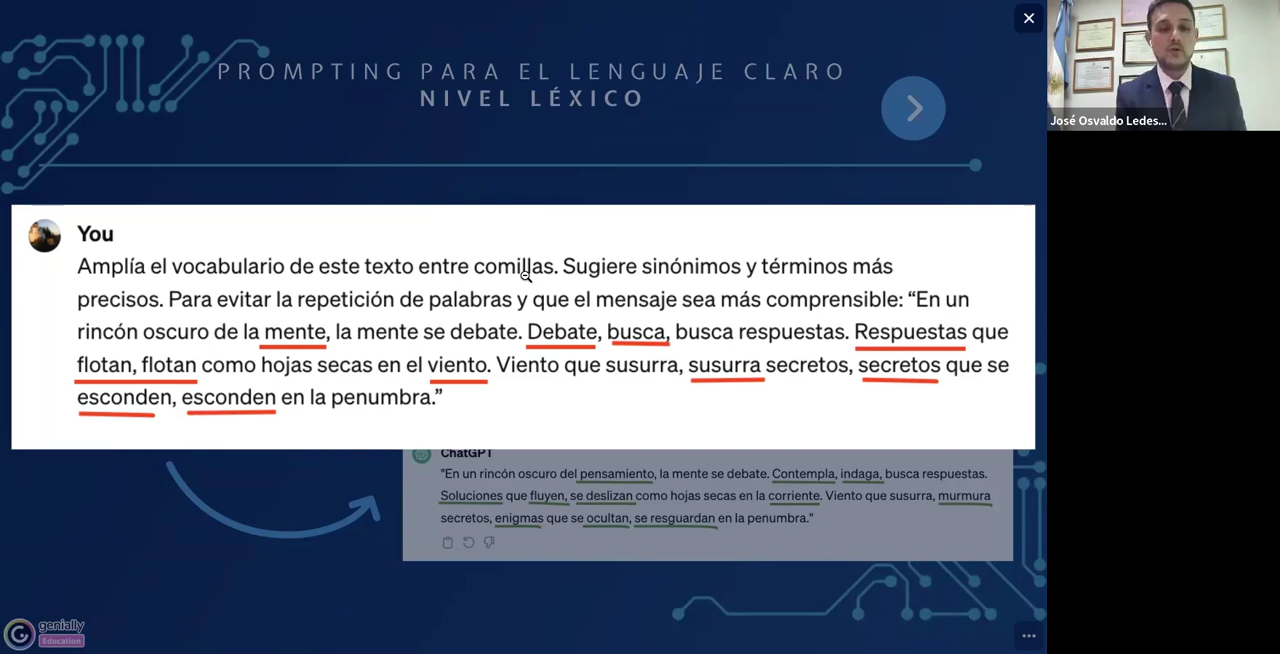 PROMPTING PARA EL LENGUAJE CLARO
NIVEL LÉXICO
José Osvaldo Ledes...
You
Amplía el vocabulario de este texto entre comillas. Sugiere sinónimos y términos más
precisos. Para evitar la repetición de palabras y que el mensaje sea más comprensible: “En un
rincón oscuro de la mente, la mente se debate. Debate, busca, busca respuestas. Respuestas que
flotan, flotan como hojas secas en el viento. Viento que susurra, susurra secretos, secretos que se
esconden, esconden en la penumbra.”
ChatGPT
"En un rincón oscuro del pensamiento, la mente se debate. Contempla, indaga, busca respuestas.
Soluciones que fluyen, se deslizan como hojas secas en la corriente. Viento que susurra, murmura
secretos, enigmas que se ocultan, se resguardan en la penumbra."
genially
Education